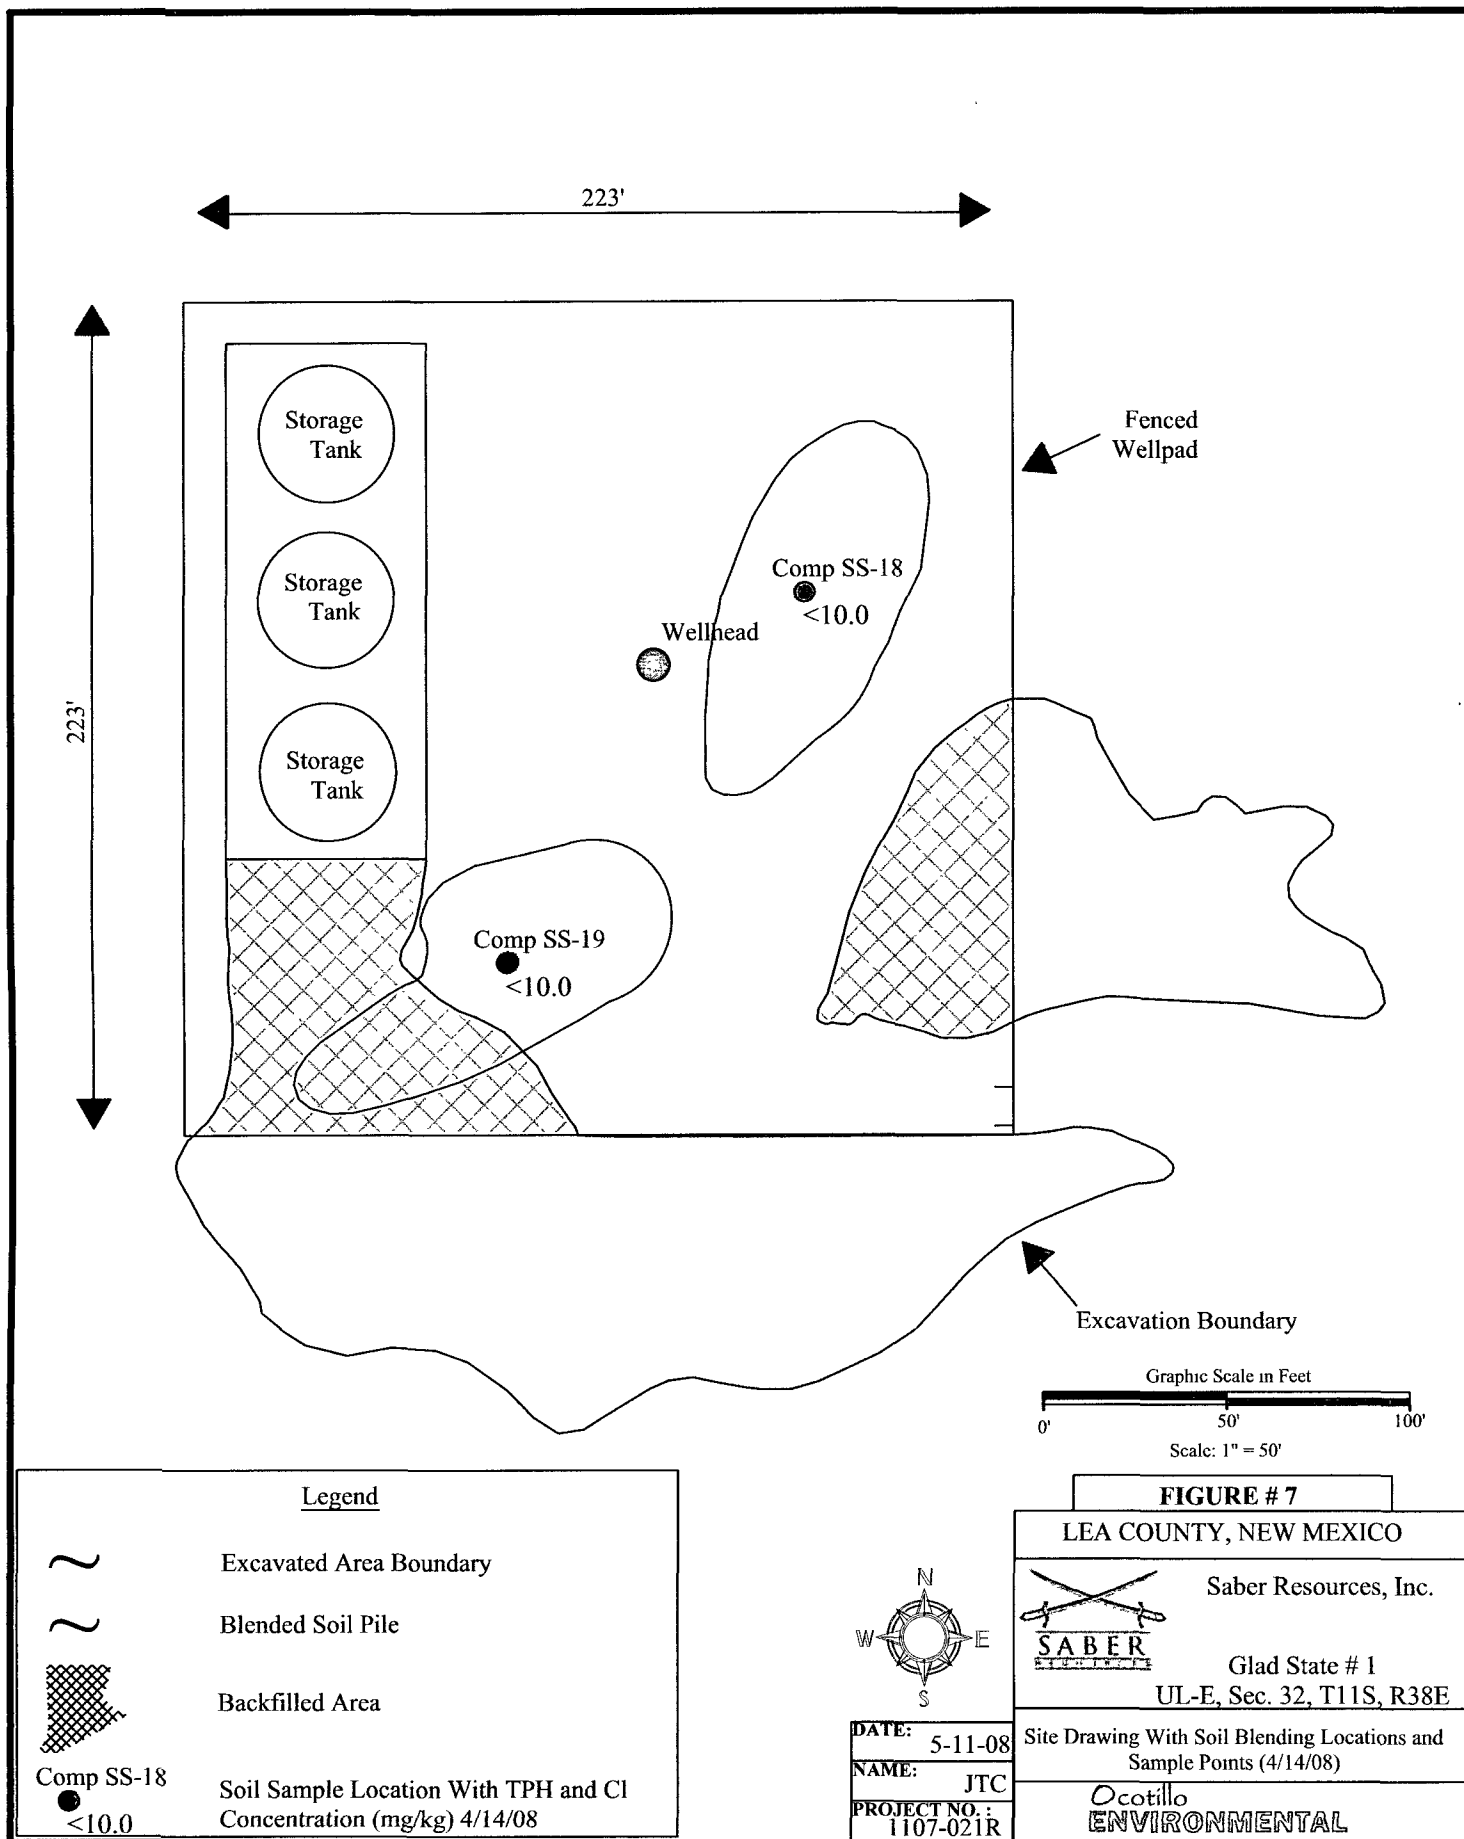 223'
223'
Storage
Tank
Storage
Tank
Storage
Tank
Fenced
Wellpad
Comp SS-18
<10.0
Wellhead
Comp SS-19
<10.0
Excavation Boundary
Graphic Scale in Feet
0' 50' 100'
Scale: 1" = 50'
Legend
Excavated Area Boundary
Blended Soil Pile
Backfilled Area
Comp SS-18
<10.0
Soil Sample Location With TPH and Cl
Concentration (mg/kg) 4/14/08
N
W E
S
FIGURE # 7
LEA COUNTY, NEW MEXICO
Saber Resources, Inc.
SABER
RESOURCES
Glad State # 1
UL-E, Sec. 32, T11S, R38E
DATE: 5-11-08
NAME: JTC
PROJECT NO. :
1107-021R
Site Drawing With Soil Blending Locations and
Sample Points (4/14/08)
Ocotillo
ENVIRONMENTAL